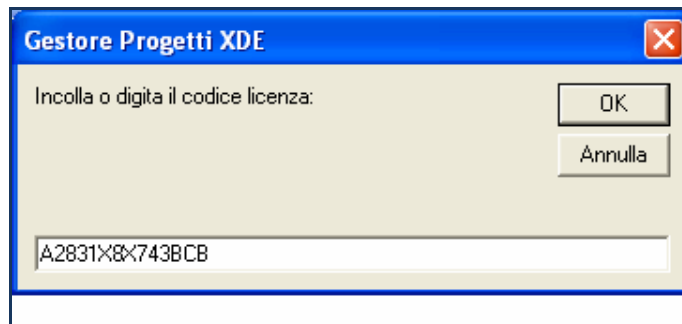 Gestore Progetti XDE
Incolla o digita il codice licenza:
OK
Annulla
A2831X8X743BCB